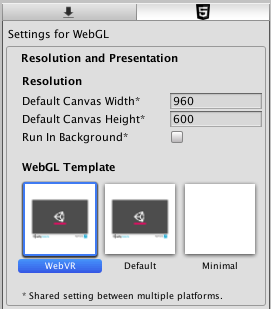 Settings for WebGL
Resolution and Presentation
Resolution
Default Canvas Width* 960
Default Canvas Height* 600
Run In Background*
WebGL Template
WebVR Default Minimal
* Shared setting between multiple platforms.